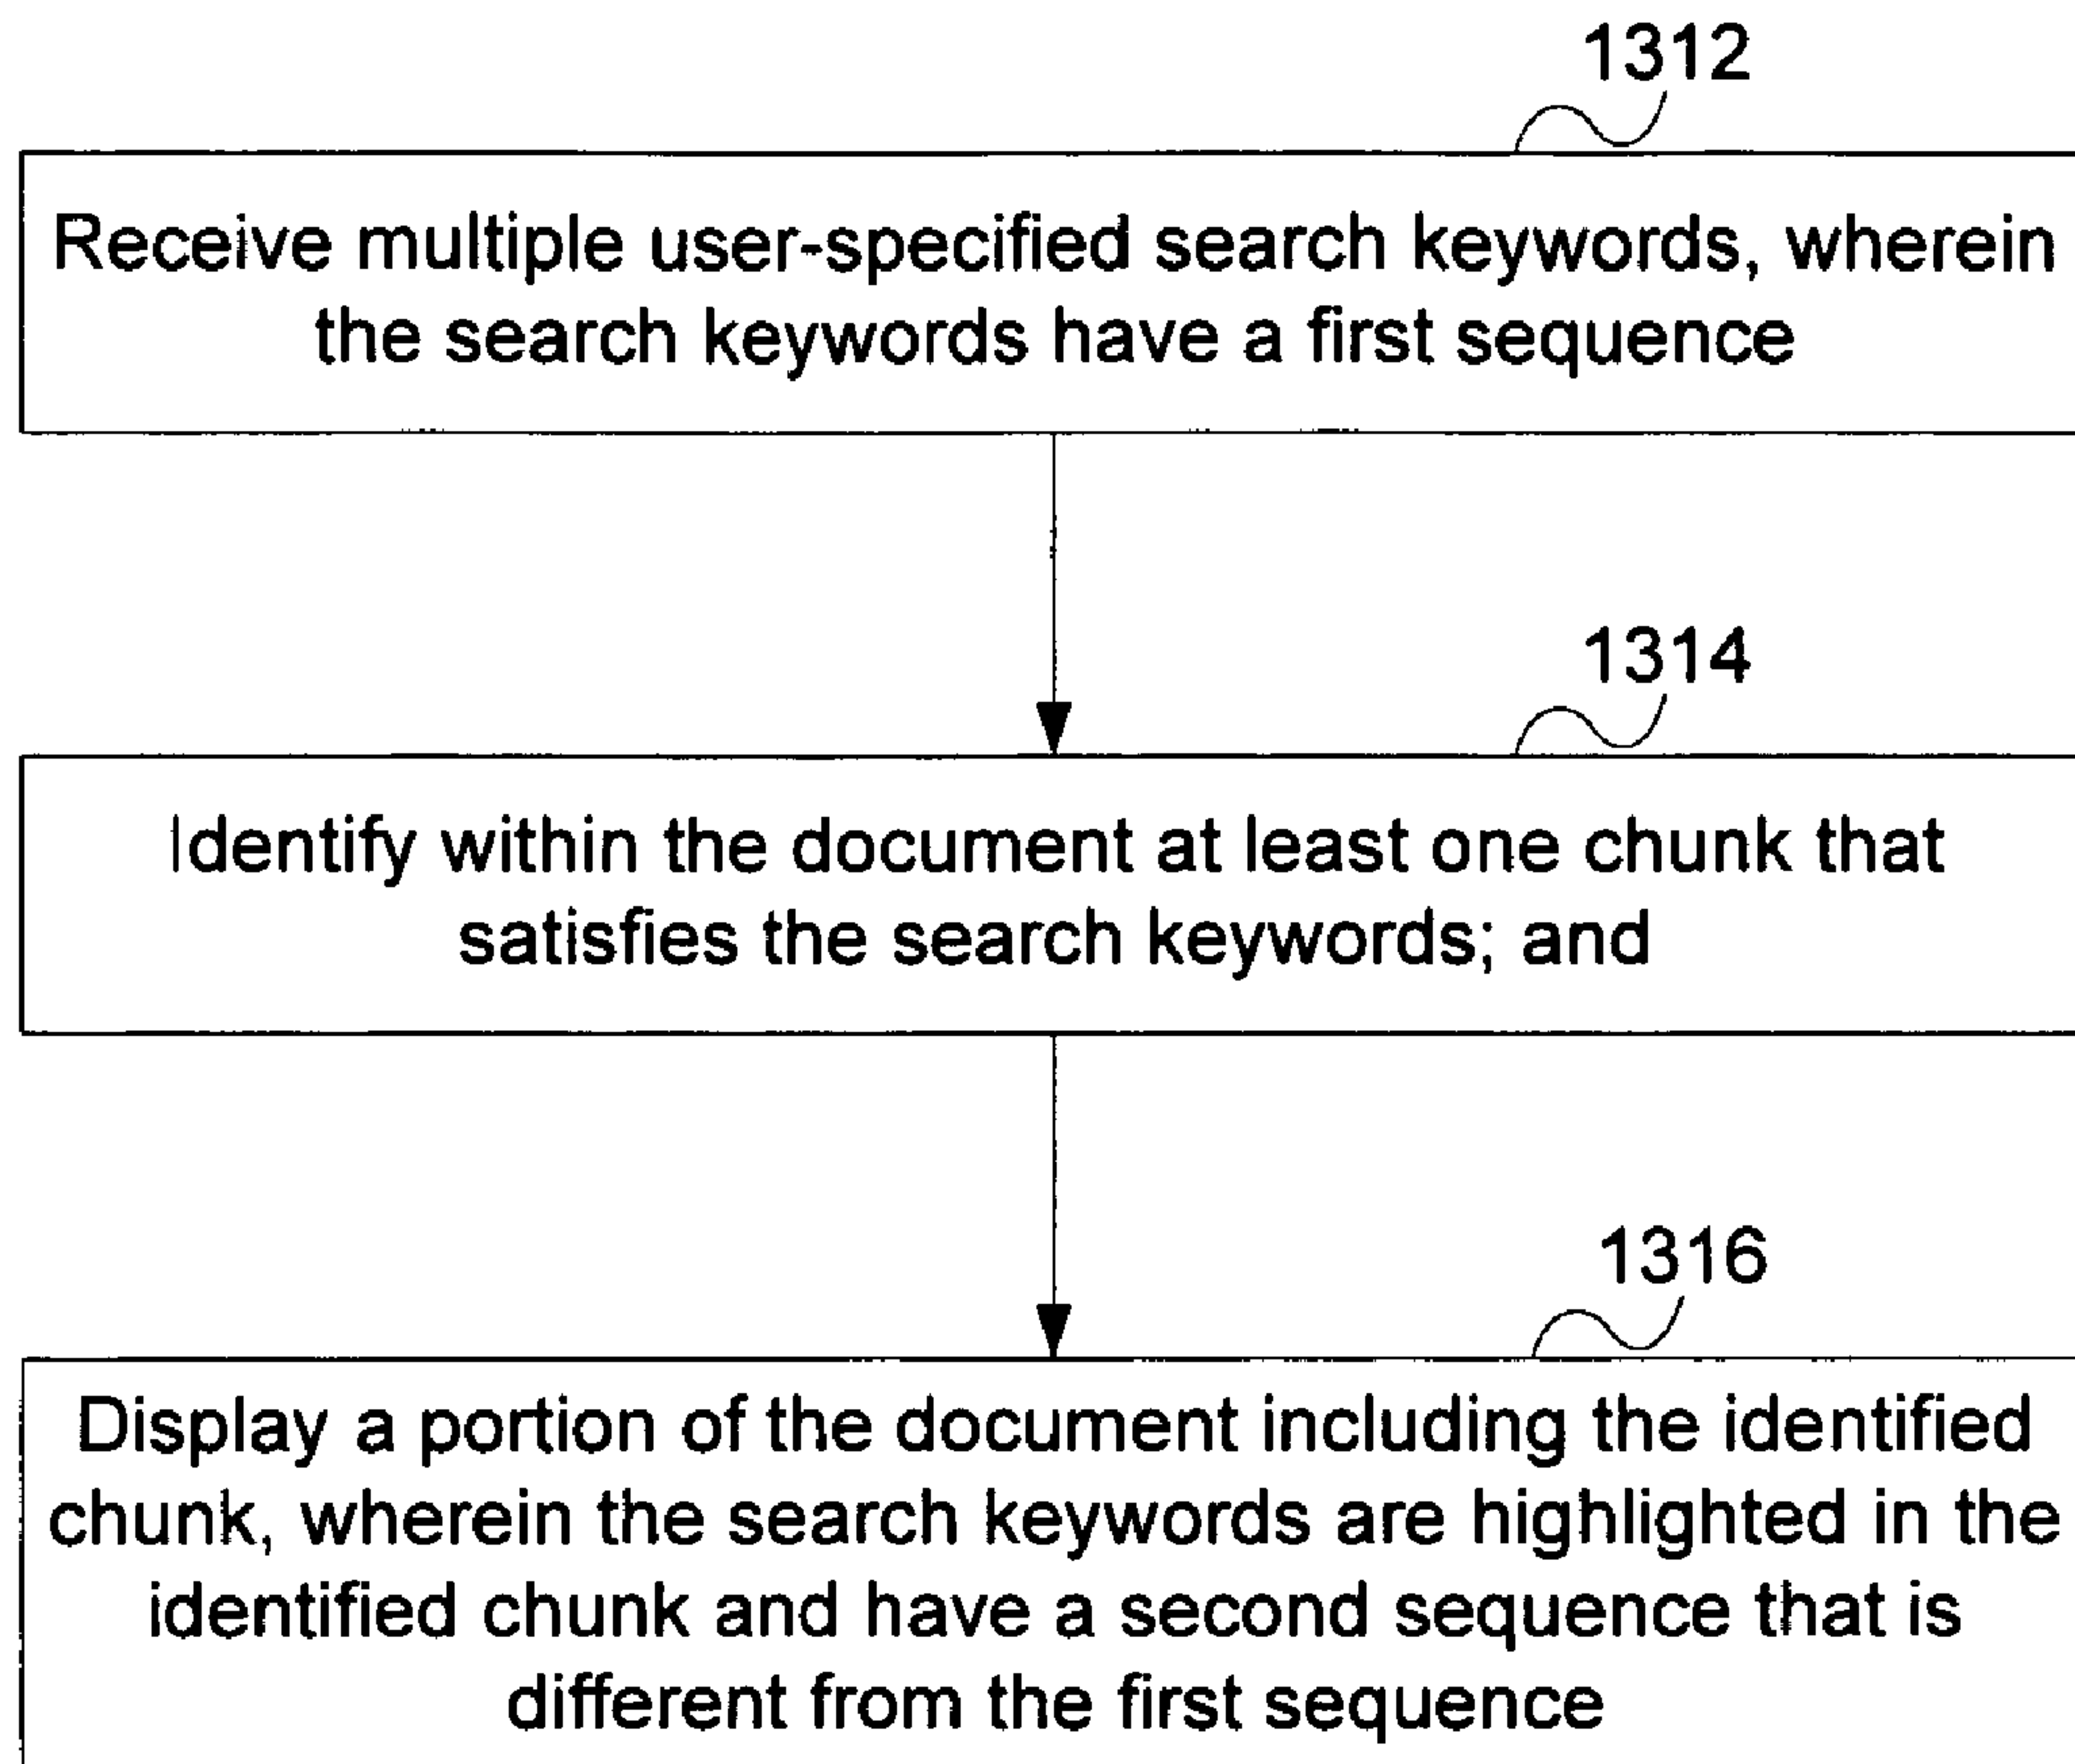 1312
Receive multiple user-specified search keywords, wherein
the search keywords have a first sequence
1314
Identify within the document at least one chunk that
satisfies the search keywords; and
1316
Display a portion of the document including the identified
chunk, wherein the search keywords are highlighted in the
identified chunk and have a second sequence that is
different from the first sequence